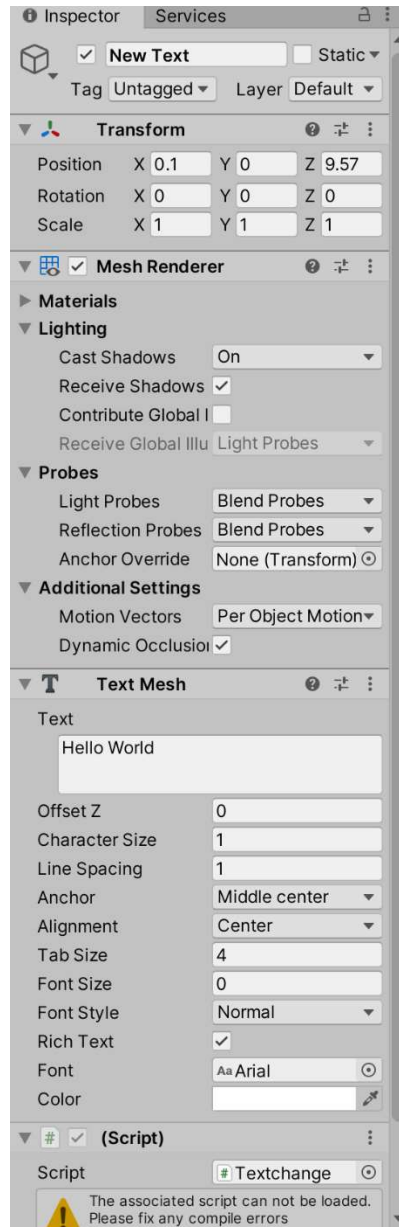 Inspector Services
New Text Static
Tag Untagged Layer Default
Transform
Position X 0.1 Y 0 Z 9.57
Rotation X 0 Y 0 Z 0
Scale X 1 Y 1 Z 1
Mesh Renderer
Materials
Lighting
Cast Shadows On
Receive Shadows
Contribute Global I
Receive Global Illu Light Probes
Probes
Light Probes Blend Probes
Reflection Probes Blend Probes
Anchor Override None (Transform)
Additional Settings
Motion Vectors Per Object Motion
Dynamic Occlusion
Text Mesh
Text
Hello World
Offset Z 0
Character Size 1
Line Spacing 1
Anchor Middle center
Alignment Center
Tab Size 4
Font Size 0
Font Style Normal
Rich Text
Font Aa Arial
Color
# (Script)
Script # Textchange
The associated script can not be loaded.
Please fix any compile errors